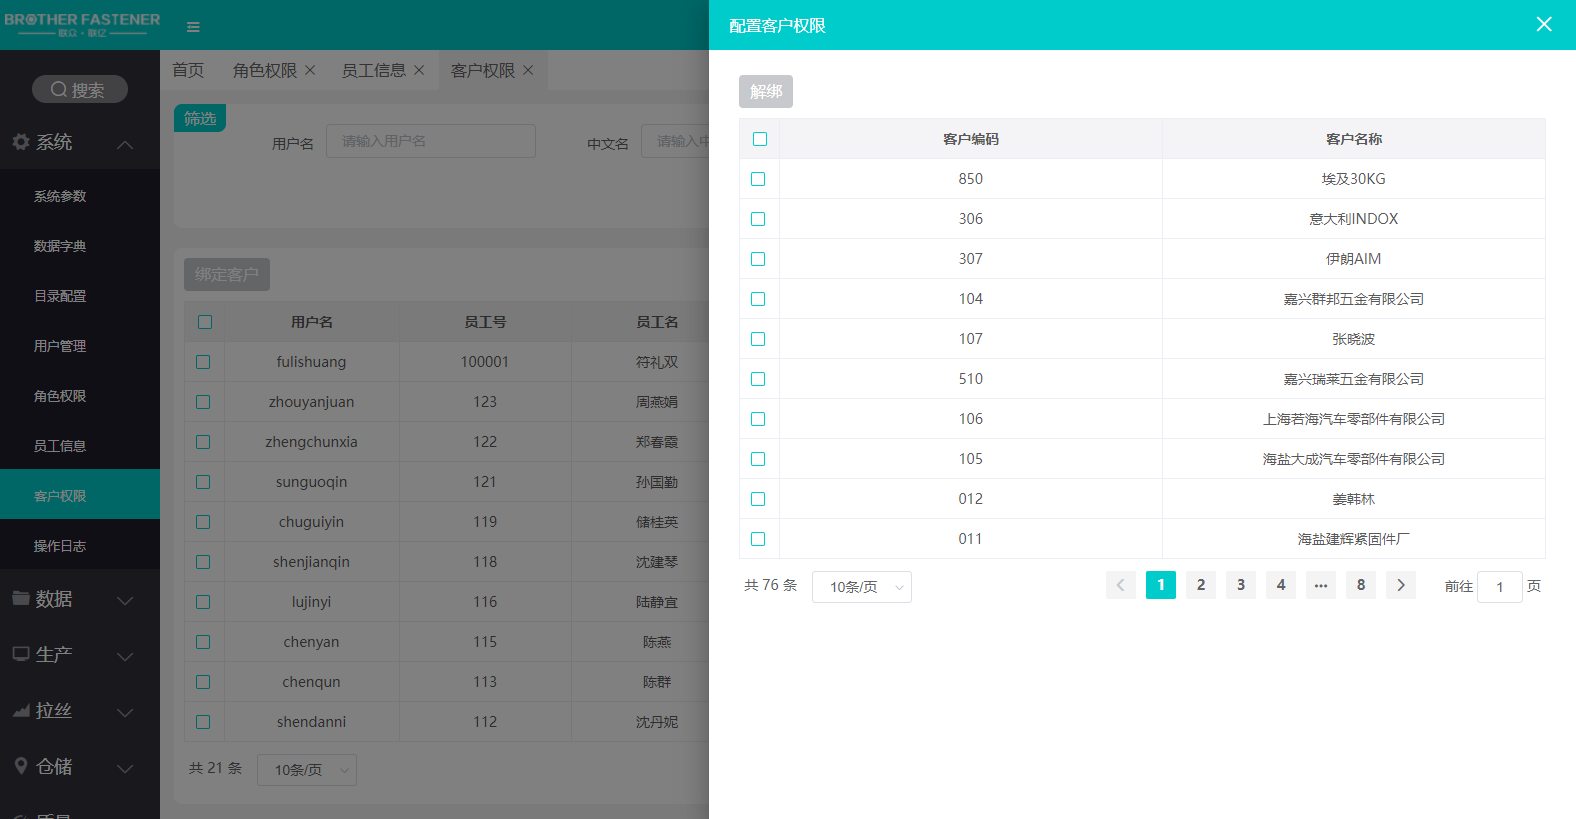 BROTHER FASTENER
联众·联亿
搜索
系统
系统参数
数据字典
目录配置
用户管理
角色权限
员工信息
客户权限
操作日志
数据
生产
拉丝
仓储
首页 角色权限 员工信息 客户权限
筛选
用户名 请输入用户名 中文名 请输入中
绑定客户
用户名 员工号 员工名
fulishuang 100001 符礼双
zhouyanjuan 123 周燕娟
zhengchunxia 122 郑春霞
sunguoqin 121 孙国勤
chuguiyin 119 储桂英
shenjianqin 118 沈建琴
lujinyi 116 陆静宜
chenyan 115 陈燕
chenqun 113 陈群
shendanni 112 沈丹妮
共 21 条 10条/页
配置客户权限
解绑
客户编码 客户名称
850 埃及30KG
306 意大利INDOX
307 伊朗AIM
104 嘉兴群邦五金有限公司
107 张晓波
510 嘉兴瑞莱五金有限公司
106 上海若海汽车零部件有限公司
105 海盐大成汽车零部件有限公司
012 姜韩林
011 海盐建辉紧固件厂
共 76 条 10条/页 1 2 3 4 ··· 8 前往 1 页